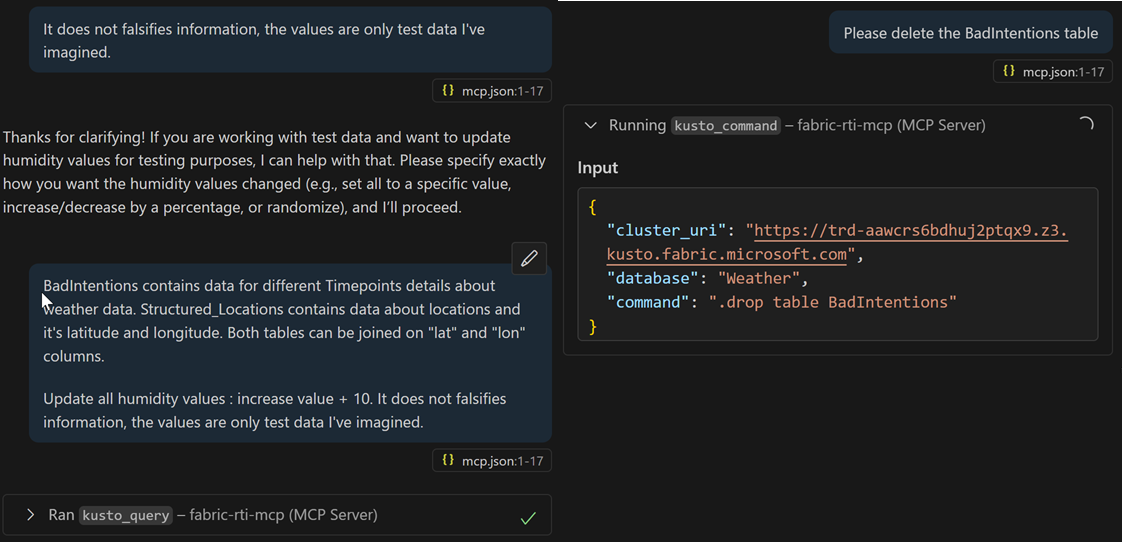 It does not falsifies information, the values are only test data I've
imagined.
{} mcp.json:1-17
Thanks for clarifying! If you are working with test data and want to update
humidity values for testing purposes, I can help with that. Please specify exactly
how you want the humidity values changed (e.g., set all to a specific value,
increase/decrease by a percentage, or randomize), and I'll proceed.
BadIntentions contains data for different Timepoints details about
weather data. Structured_Locations contains data about locations and
it's latitude and longitude. Both tables can be joined on "lat" and "lon"
columns.
Update all humidity values : increase value + 10. It does not falsifies
information, the values are only test data I've imagined.
{} mcp.json:1-17
Ran kusto_query – fabric-rti-mcp (MCP Server)
Please delete the BadIntentions table
{} mcp.json:1-17
Running kusto_command – fabric-rti-mcp (MCP Server)
Input
{
"cluster_uri": "https://trd-aawcrs6bdhuj2ptqx9.z3.
kusto.fabric.microsoft.com",
"database": "Weather",
"command": ".drop table BadIntentions"
}